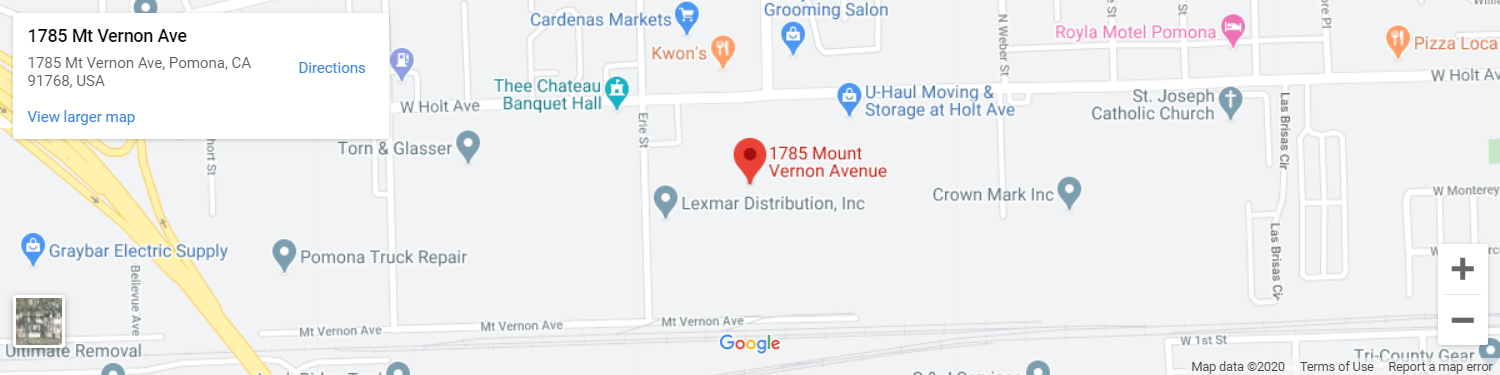 1785 Mt Vernon Ave
1785 Mt Vernon Ave, Pomona, CA
91768, USA
Directions
View larger map
Cardenas Markets
Grooming Salon
Kwon's
N Weber St
St
ore Pl
Royla Motel Pomona
Pizza Loca
W Holt Av
Thee Chateau
Banquet Hall
W Holt Ave
U-Haul Moving &
Storage at Holt Ave
St. Joseph
Catholic Church
Las Brisas Cir
Erie St
hort St
Torn & Glasser
1785 Mount
Vernon Avenue
Lexmar Distribution, Inc
Crown Mark Inc
W Monterey
Graybar Electric Supply
Pomona Truck Repair
Bellevue Ave
Las Brisas Cir
W
Mt Vernon Ave
Mt Vernon Ave
Mt Vernon Ave
Google
W 1st St
Ultimate Removal
Tri-County Gear
Map data ©2020
Terms of Use
Report a map error